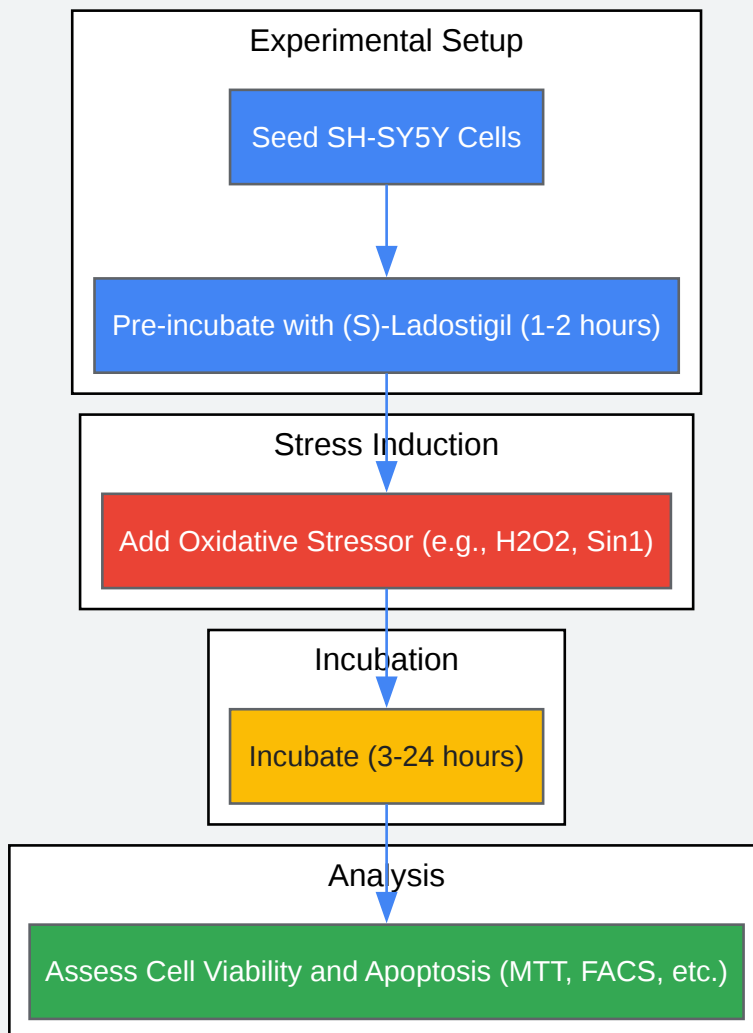 Experimental Setup
Seed SH-SY5Y Cells
Pre-incubate with (S)-Ladostigil (1-2 hours)
Stress Induction
Add Oxidative Stressor (e.g., H2O2, Sin1)
Incubation
Incubate (3-24 hours)
Analysis
Assess Cell Viability and Apoptosis (MTT, FACS, etc.)